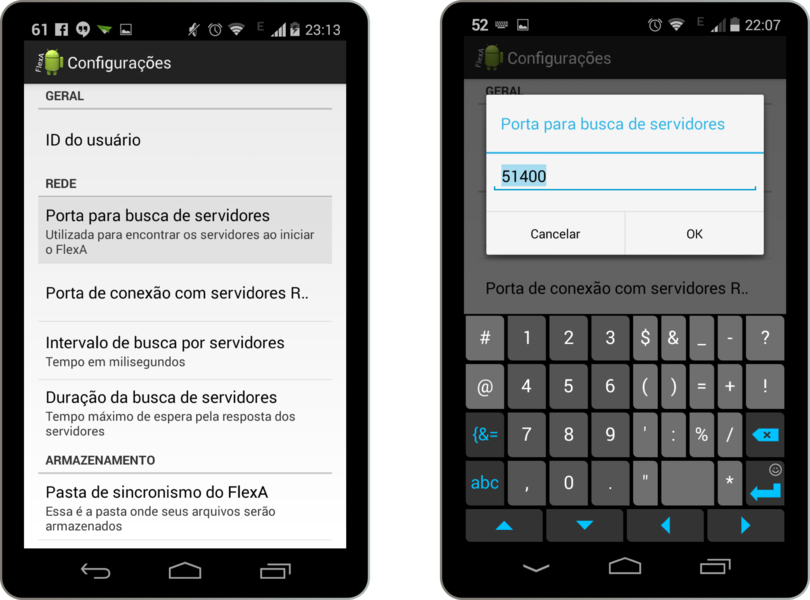 61 E 23:13
FlexA Configurações
GERAL
ID do usuário
REDE
Porta para busca de servidores
Utilizada para encontrar os servidores ao iniciar
o FlexA
Porta de conexão com servidores R..
Intervalo de busca por servidores
Tempo em milisegundos
Duração da busca de servidores
Tempo máximo de espera pela resposta dos
servidores
ARMAZENAMENTO
Pasta de sincronismo do FlexA
Essa é a pasta onde seus arquivos serão
armazenados
52 E 22:07
FlexA Configurações
GERAL
Porta para busca de servidores
51400
Cancelar OK
Porta de conexão com servidores R..
# 1 2 3 $ & _ - ?
@ 4 5 6 ( ) = + !
{&= 7 8 9 ' : % /
abc , 0 . " *